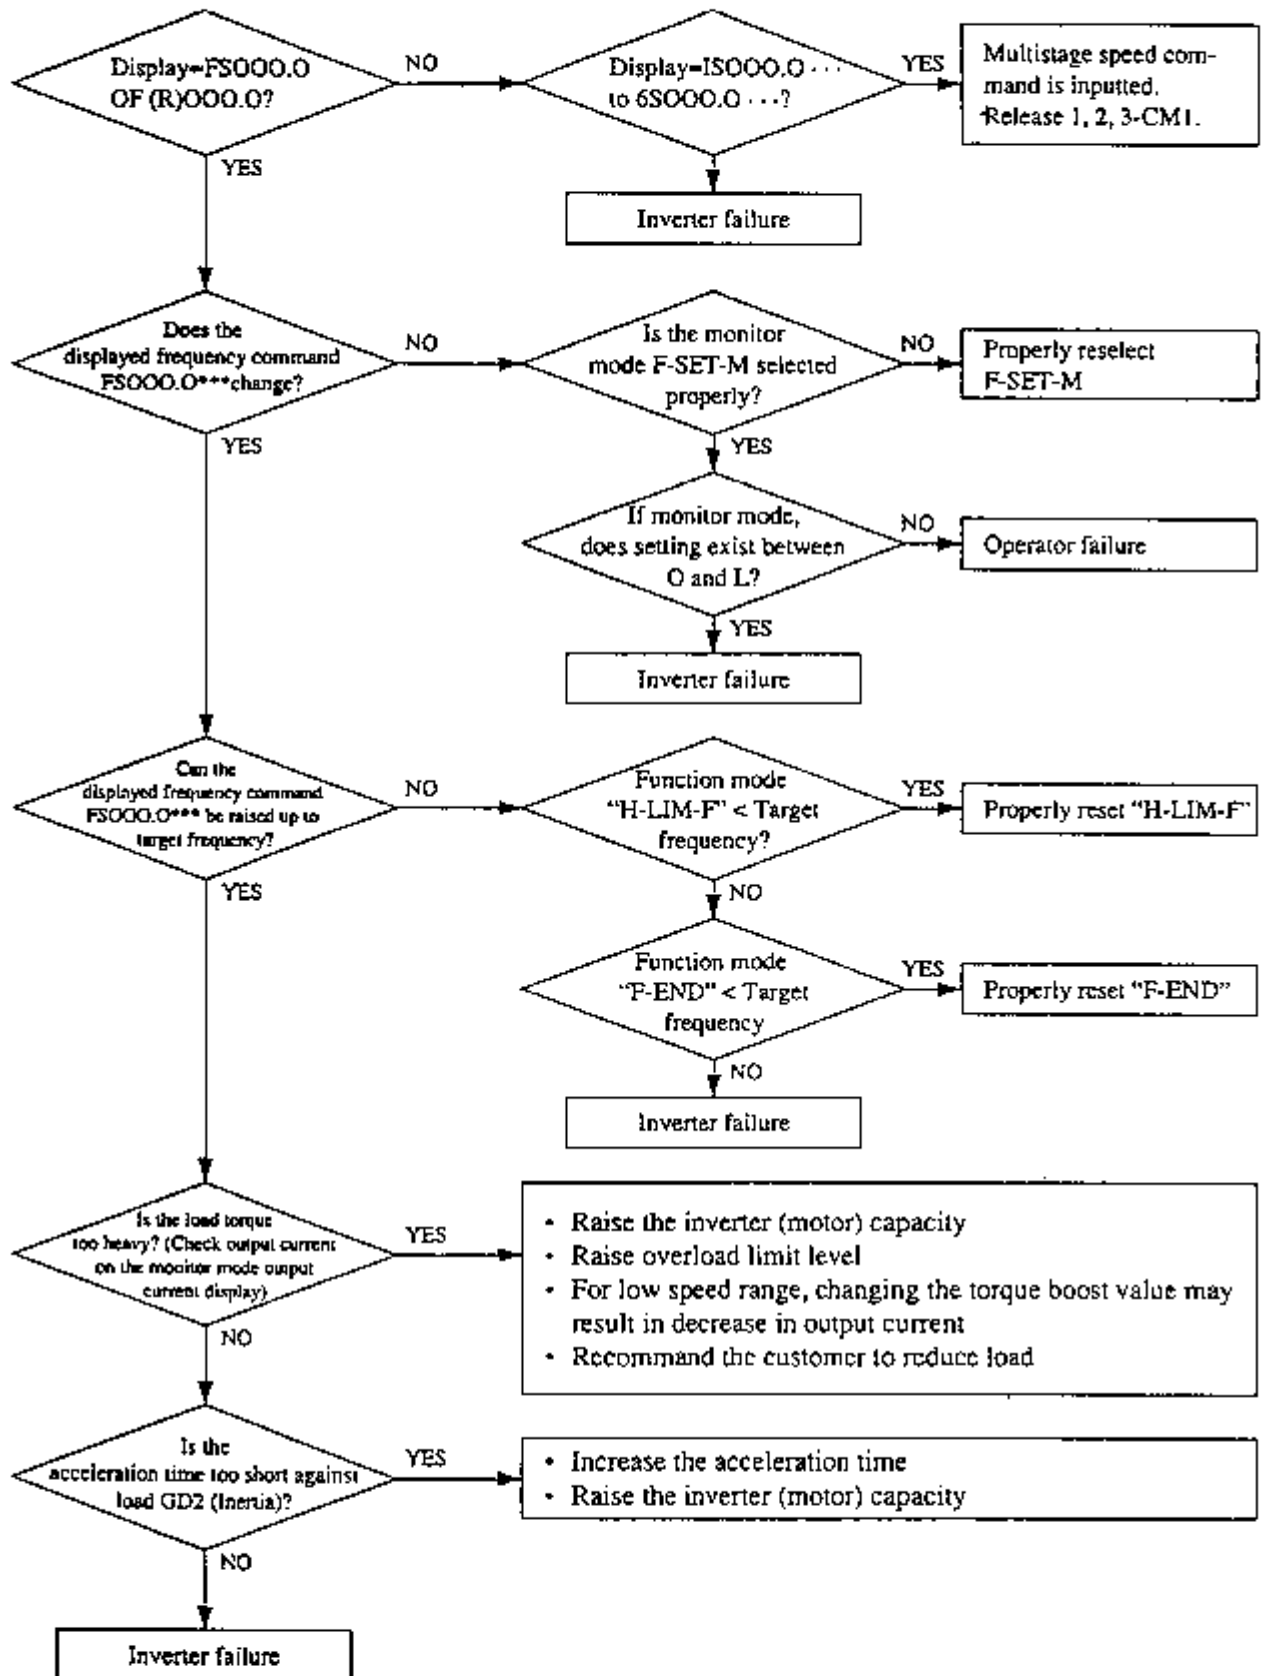 Display=FSOOO.O
OF (R)OOO.O?
NO
Display=ISOOO.O ···
to 6SOOO.O ···?
YES
Multistage speed com-
mand is inputted.
Release 1, 2, 3-CM1.
YES
Inverter failure
Does the
displayed frequency command
FSOOO.O***change?
NO
Is the monitor
mode F-SET-M selected
properly?
NO
Properly reselect
F-SET-M
YES
YES
If monitor mode,
does setting exist between
O and L?
NO
Operator failure
YES
Inverter failure
Can the
displayed frequency command
FSOOO.O*** be raised up to
target frequency?
NO
Function mode
"H-LIM-F" < Target
frequency?
YES
Properly reset "H-LIM-F"
YES
NO
Function mode
"F-END" < Target
frequency
YES
Properly reset "F-END"
NO
Inverter failure
Is the load torque
too heavy? (Check output current
on the monitor mode output
current display)
YES
• Raise the inverter (motor) capacity
• Raise overload limit level
• For low speed range, changing the torque boost value may
result in decrease in output current
• Recommand the customer to reduce load
NO
Is the
acceleration time too short against
load GD2 (Inertia)?
YES
• Increase the acceleration time
• Raise the inverter (motor) capacity
NO
Inverter failure